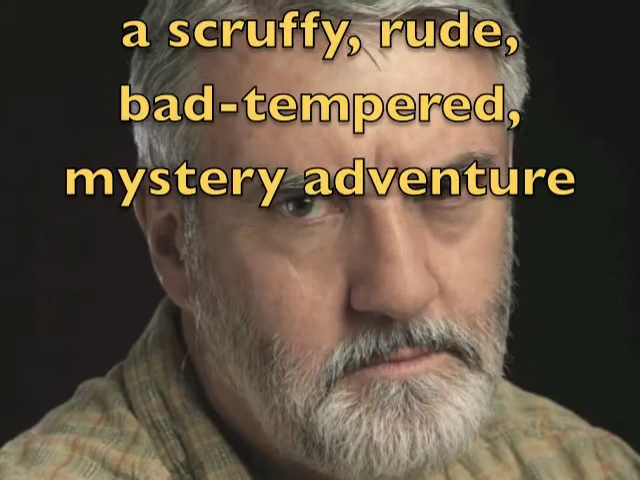 a scruffy, rude,
bad-tempered,
mystery adventure